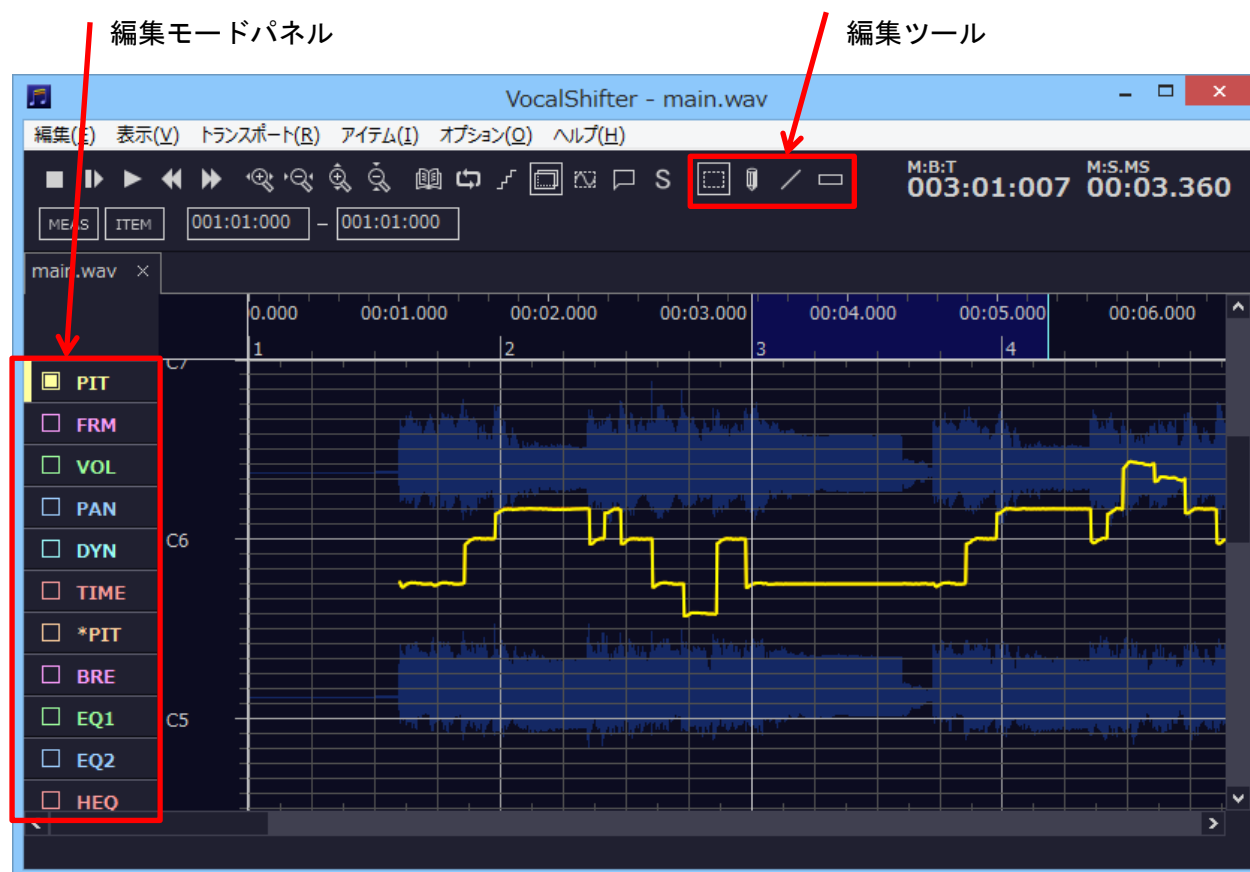 編集モードパネル
編集ツール
VocalShifter - main.wav
編集(E) 表示(V) トランスポート(R) アイテム(I) オプション(O) ヘルプ(H)
S
M:B:T
003:01:007
M:S.MS
00:03.360
MEAS ITEM 001:01:000 – 001:01:000
main.wav
0.000 00:01.000 00:02.000 00:03.000 00:04.000 00:05.000 00:06.000
1 2 3 4
C7
PIT
FRM
VOL
PAN
C6
DYN
TIME
*PIT
BRE
EQ1
C5
EQ2
HEQ